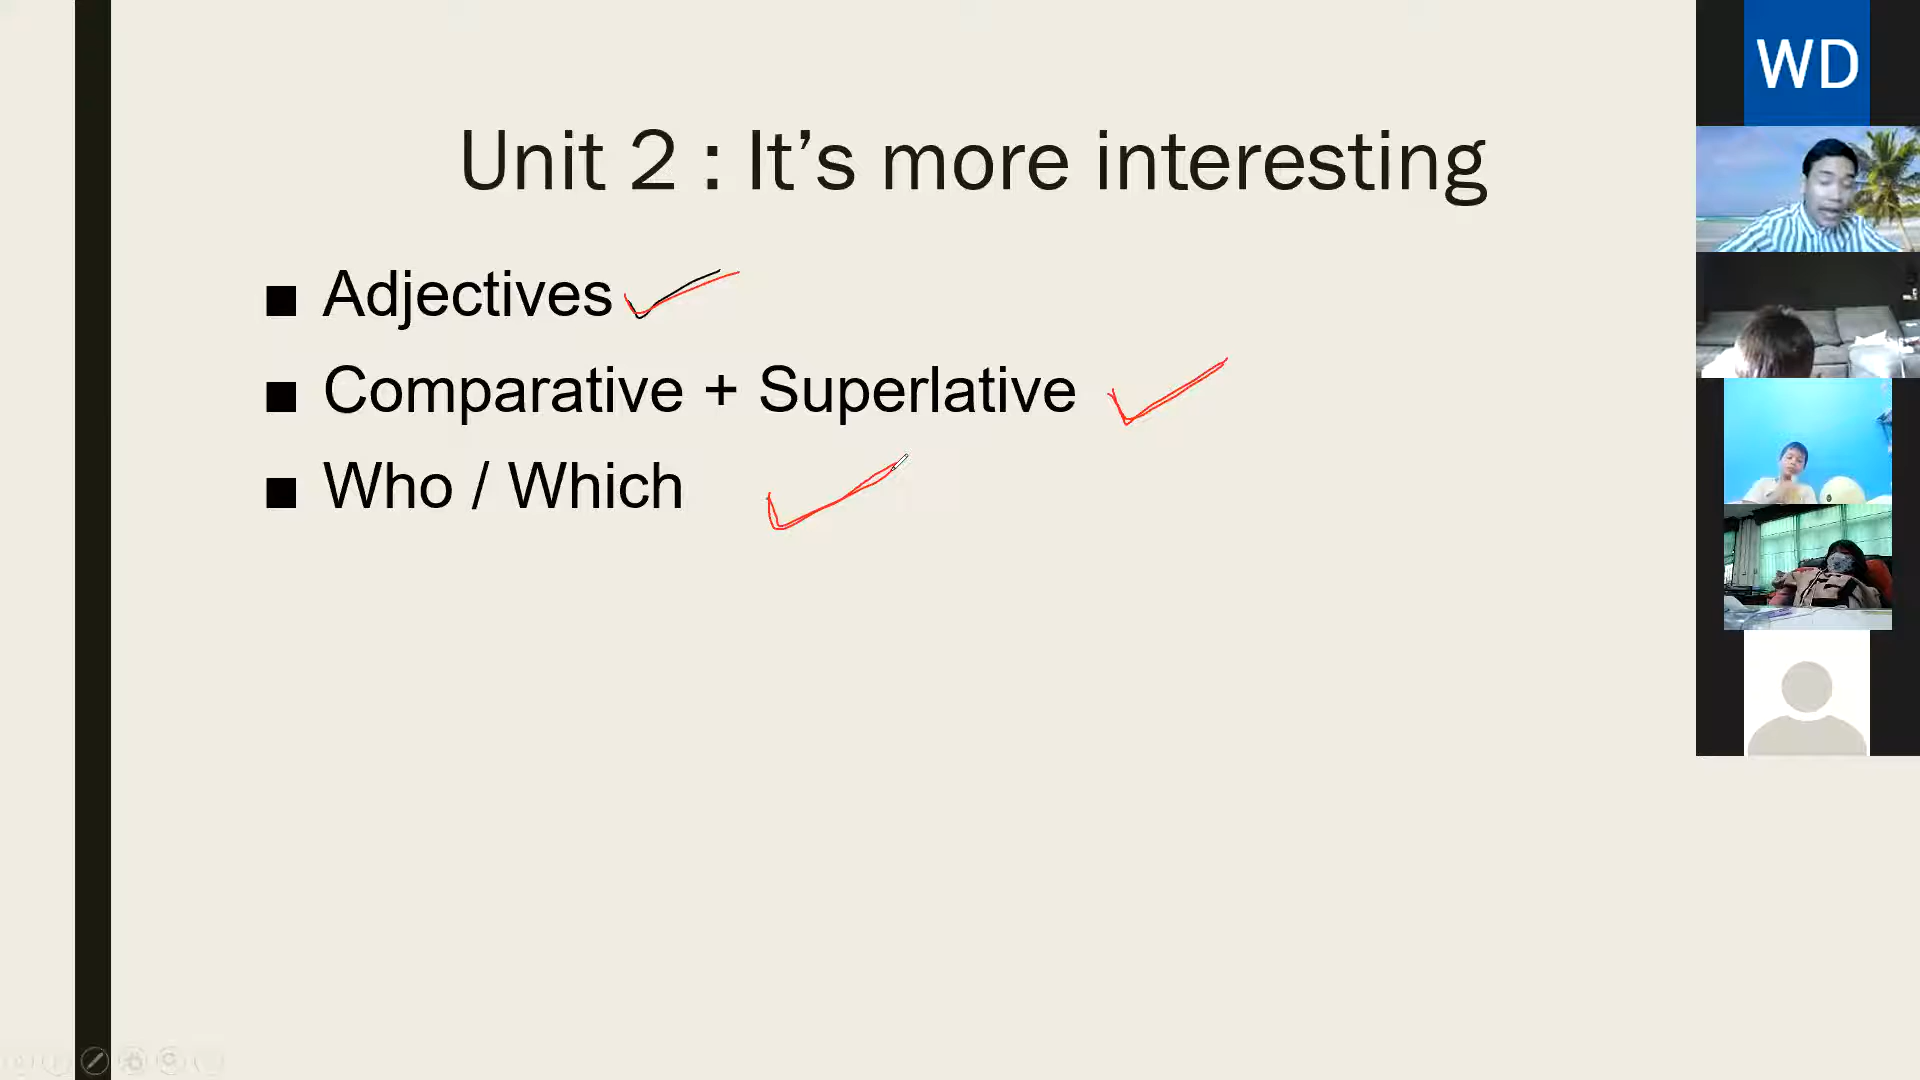 Unit 2 : It’s more interesting
■ Adjectives
■ Comparative + Superlative
■ Who / Which
WD